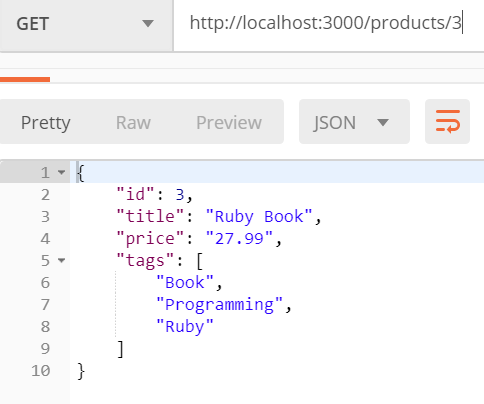 GET http://localhost:3000/products/3
Pretty Raw Preview JSON
1 {
2 "id": 3,
3 "title": "Ruby Book",
4 "price": "27.99",
5 "tags": [
6 "Book",
7 "Programming",
8 "Ruby"
9 ]
10 }